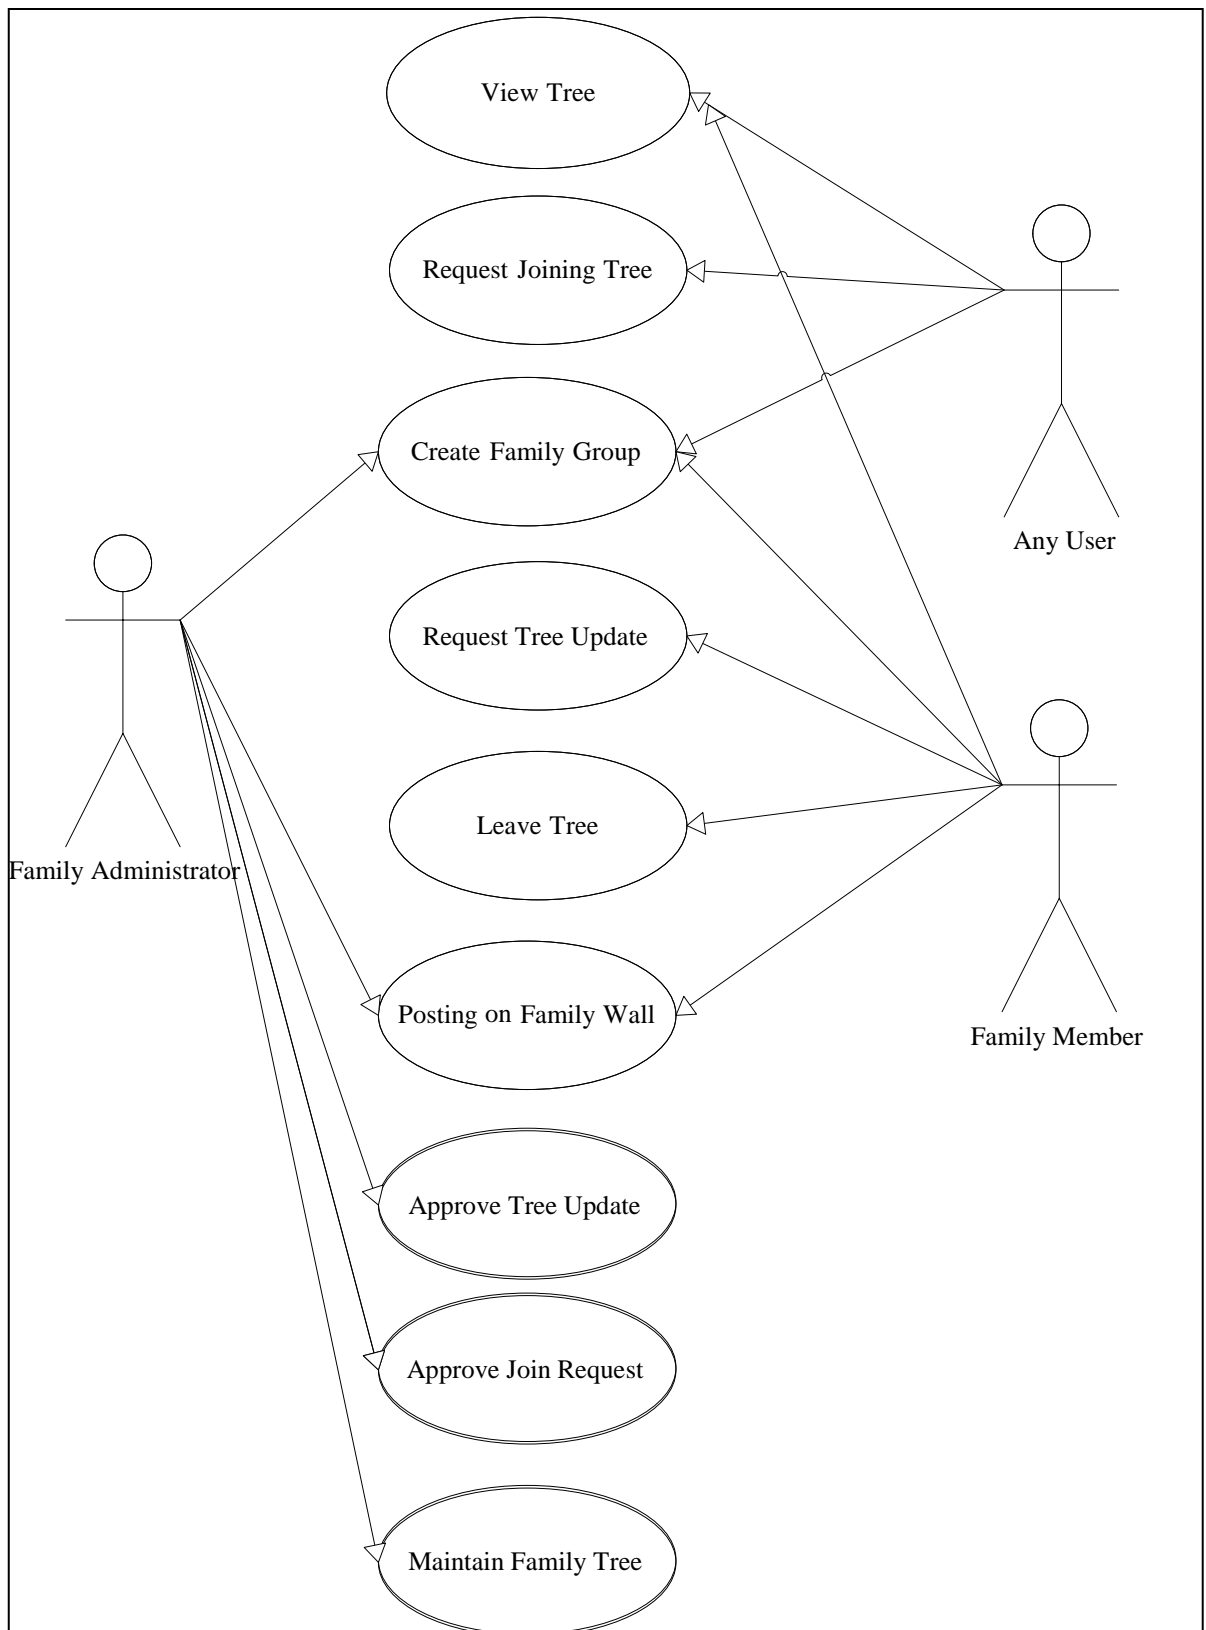 View Tree
Request Joining Tree
Create Family Group
Any User
Request Tree Update
Leave Tree
Family Administrator
Posting on Family Wall
Family Member
Approve Tree Update
Approve Join Request
Maintain Family Tree